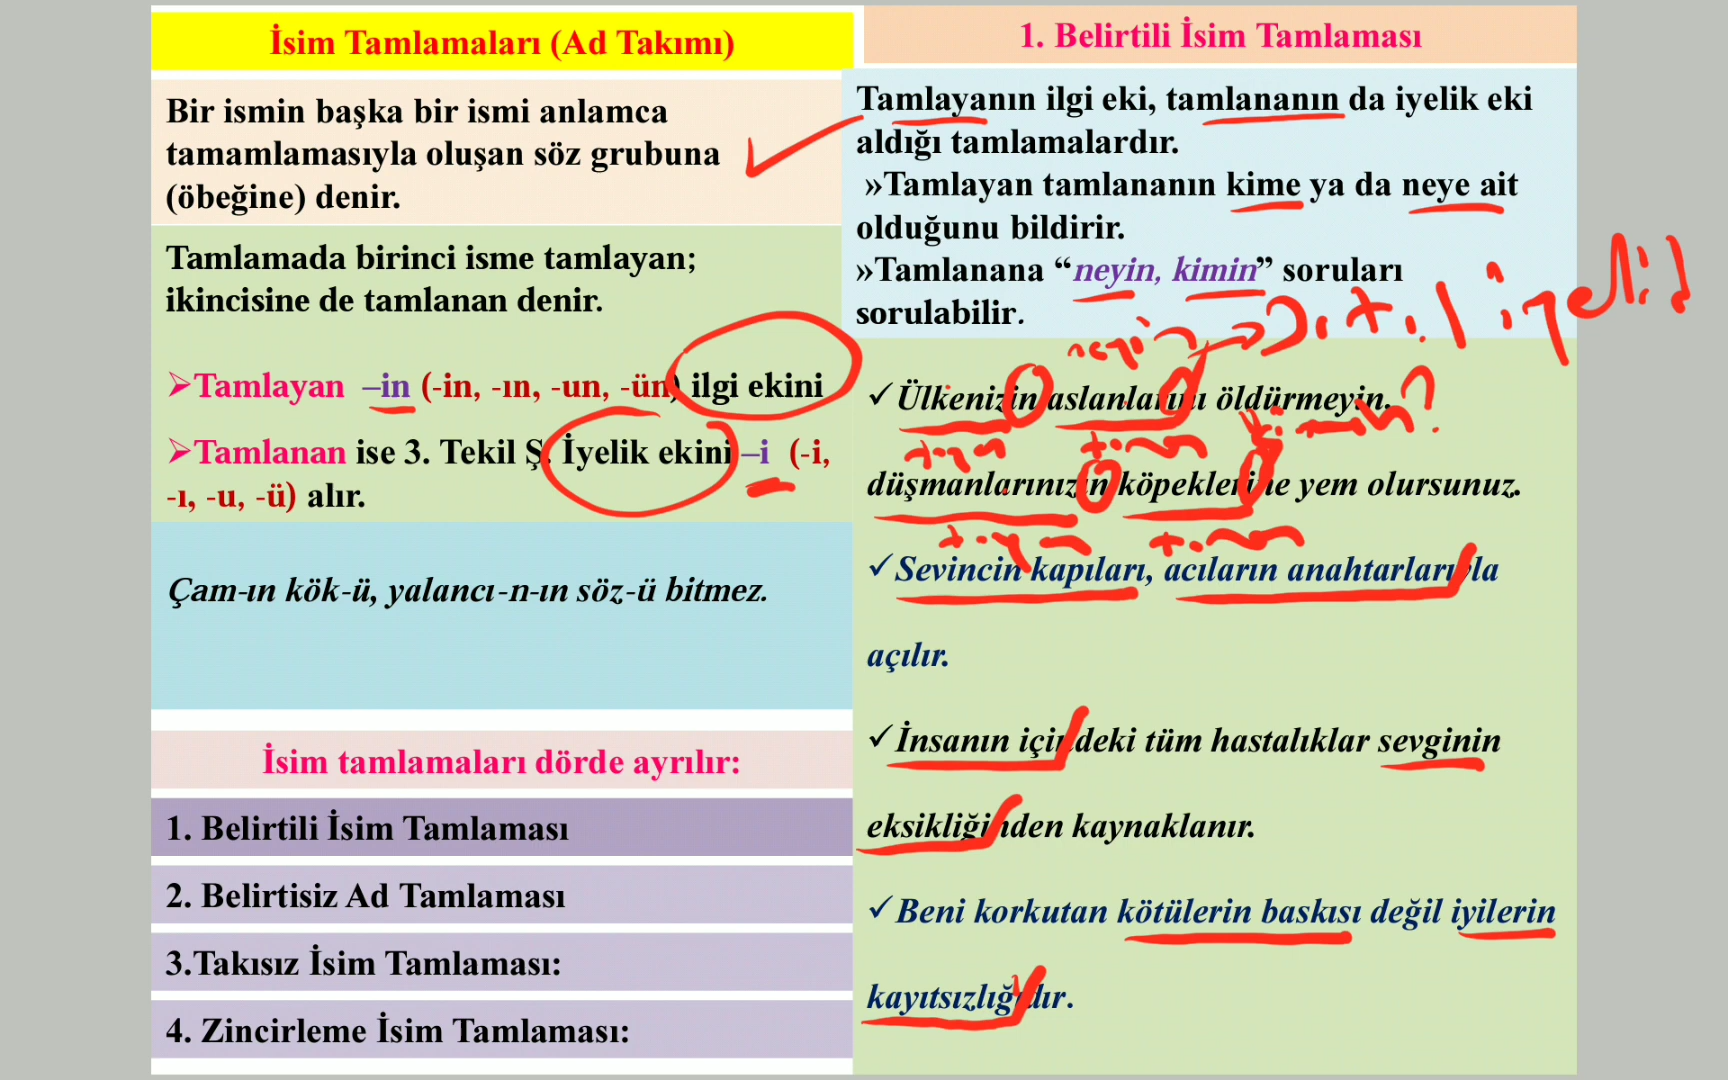 İsim Tamlamaları (Ad Takımı)
Bir ismin başka bir ismi anlamca
tamamlamasıyla oluşan söz grubuna
(öbeğine) denir.
Tamlamada birinci isme tamlayan;
ikincisine de tamlanan denir.
➢Tamlayan –in (-in, -ın, -un, -ün) ilgi ekini
➢Tamlanan ise 3. Tekil Ş. İyelik ekini –i (-i,
-ı, -u, -ü) alır.
Çam-ın kök-ü, yalancı-n-ın söz-ü bitmez.
İsim tamlamaları dörde ayrılır:
1. Belirtili İsim Tamlaması
2. Belirtisiz Ad Tamlaması
3.Takısız İsim Tamlaması:
4. Zincirleme İsim Tamlaması:
1. Belirtili İsim Tamlaması
Tamlayanın ilgi eki, tamlananın da iyelik eki
aldığı tamlamalardır.
»Tamlayan tamlananın kime ya da neye ait
olduğunu bildirir.
»Tamlanana “neyin, kimin” soruları
sorulabilir.
neyin?
3. t. iyelik
✓Ülkenizin aslanlarını öldürmeyin,
kimin?
düşmanlarınızın köpeklerine yem olursunuz.
✓Sevincin kapıları, acıların anahtarlarıyla
açılır.
✓İnsanın içindeki tüm hastalıklar sevginin
eksikliğinden kaynaklanır.
✓Beni korkutan kötülerin baskısı değil iyilerin
kayıtsızlığıdır.